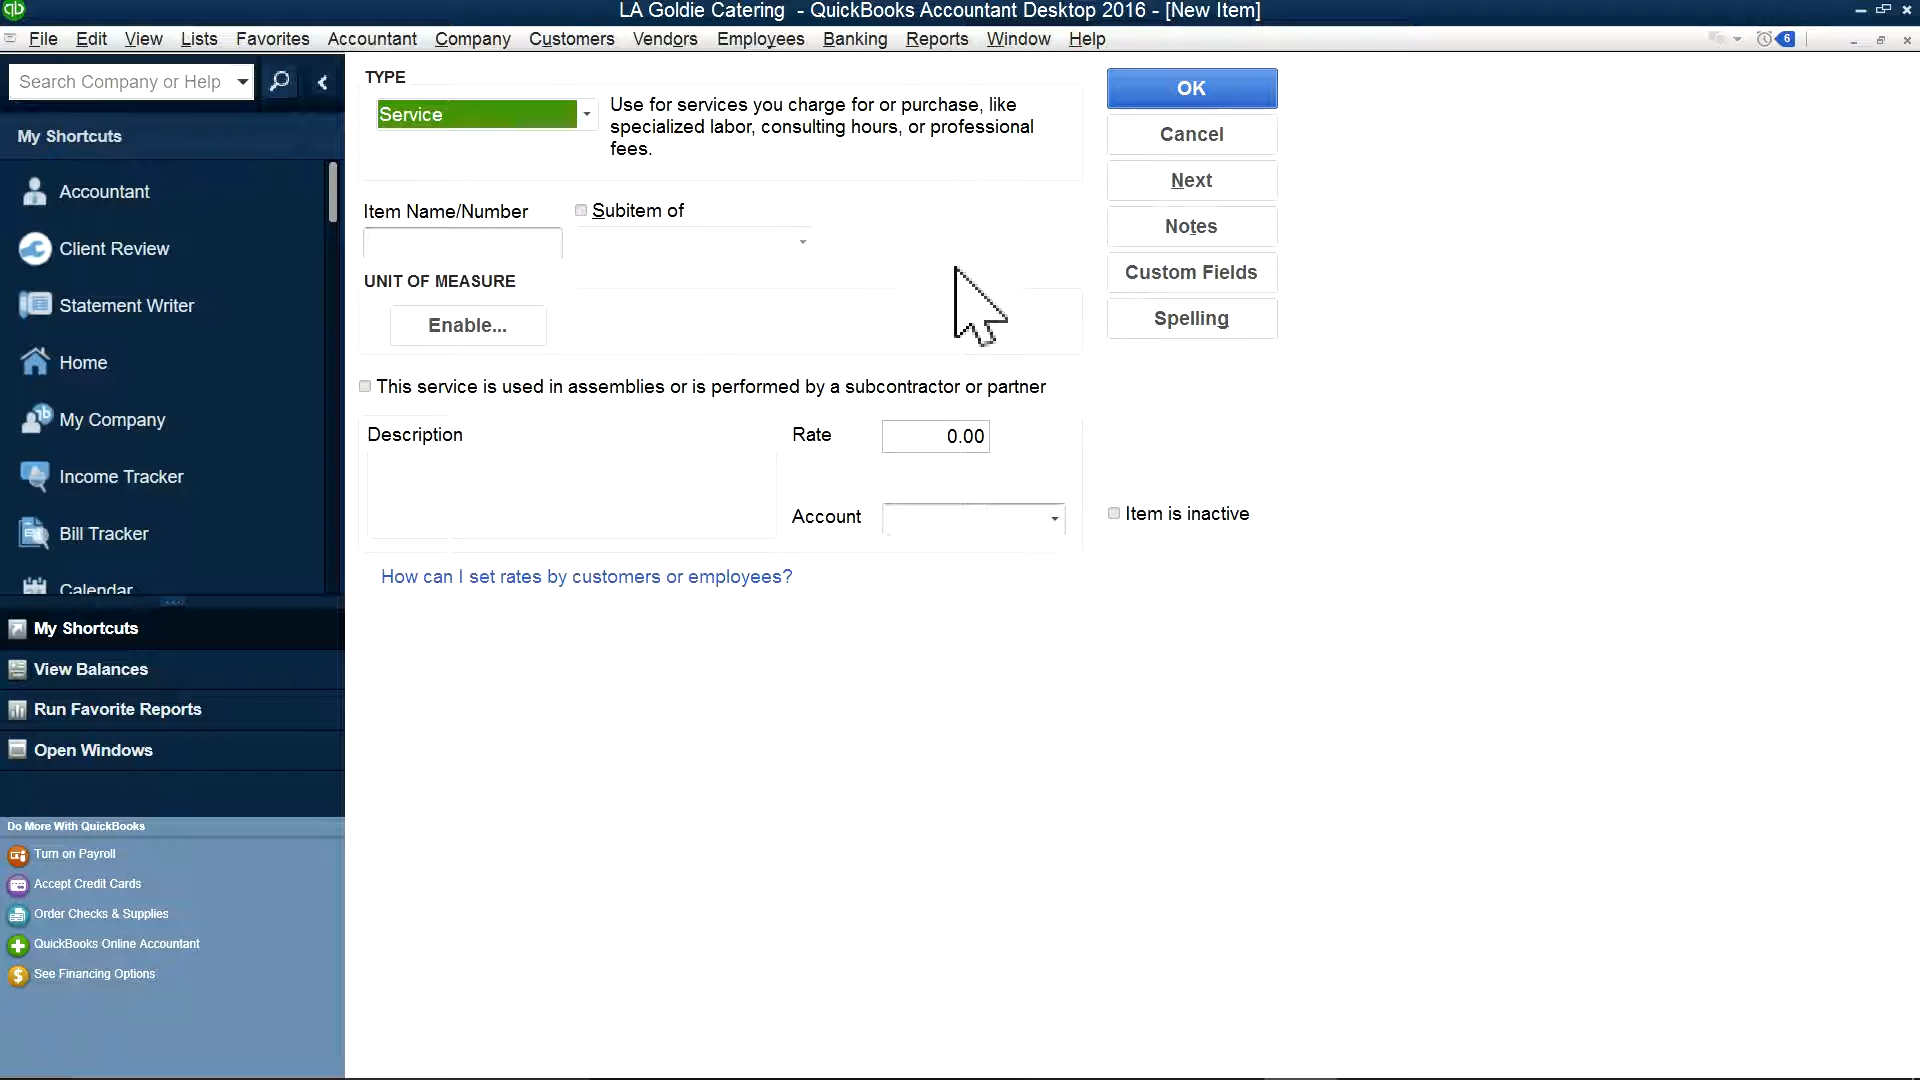 qb
LA Goldie Catering - QuickBooks Accountant Desktop 2016 - [New Item]
File Edit View Lists Favorites Accountant Company Customers Vendors Employees Banking Reports Window Help
6
Search Company or Help
My Shortcuts
Accountant
Client Review
Statement Writer
Home
My Company
Income Tracker
Bill Tracker
Calendar
My Shortcuts
View Balances
Run Favorite Reports
Open Windows
Do More With QuickBooks
Turn on Payroll
Accept Credit Cards
Order Checks & Supplies
QuickBooks Online Accountant
See Financing Options
TYPE
Service
Use for services you charge for or purchase, like
specialized labor, consulting hours, or professional
fees.
Item Name/Number
Subitem of
UNIT OF MEASURE
Enable...
This service is used in assemblies or is performed by a subcontractor or partner
Description
Rate
0.00
Account
How can I set rates by customers or employees?
OK
Cancel
Next
Notes
Custom Fields
Spelling
Item is inactive